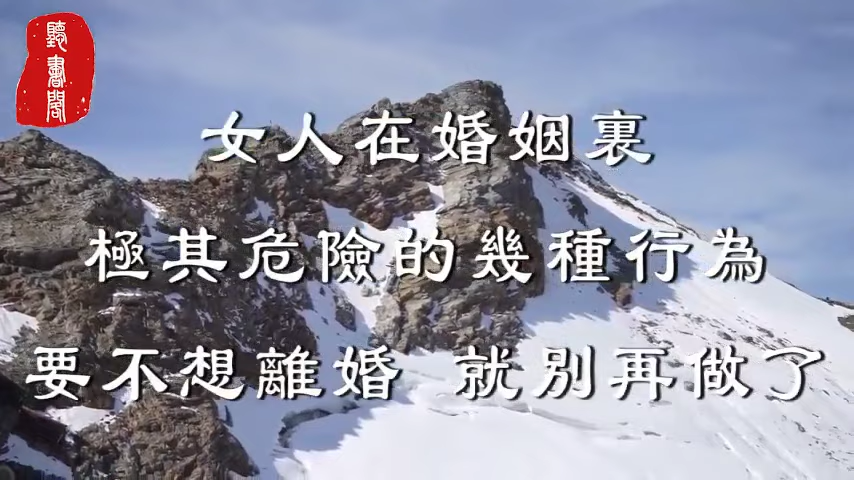 聽書閣
女人在婚姻裏
極其危險的幾種行為
要不想離婚 就別再做了